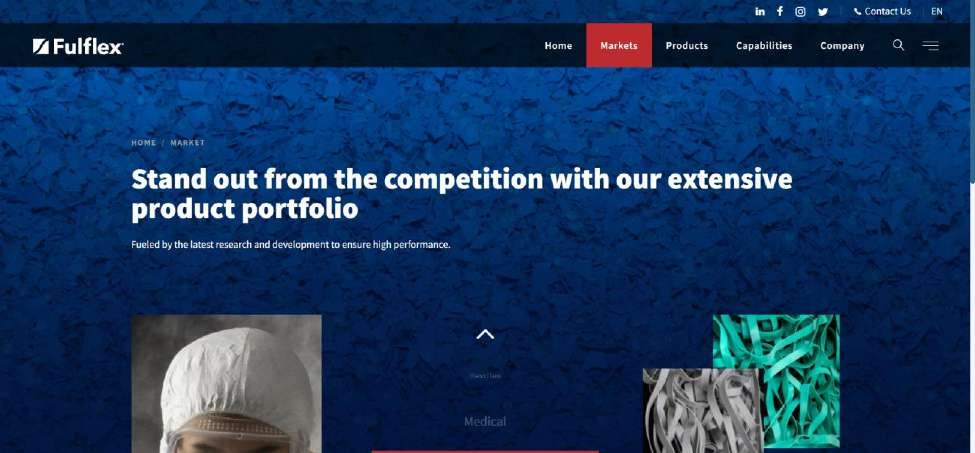 Contact Us
EN
Fulflex
Home
Markets
Products
Capabilities
Company
HOME / MARKET
Stand out from the competition with our extensive
product portfolio
Fueled by the latest research and development to ensure high performance.
Medical